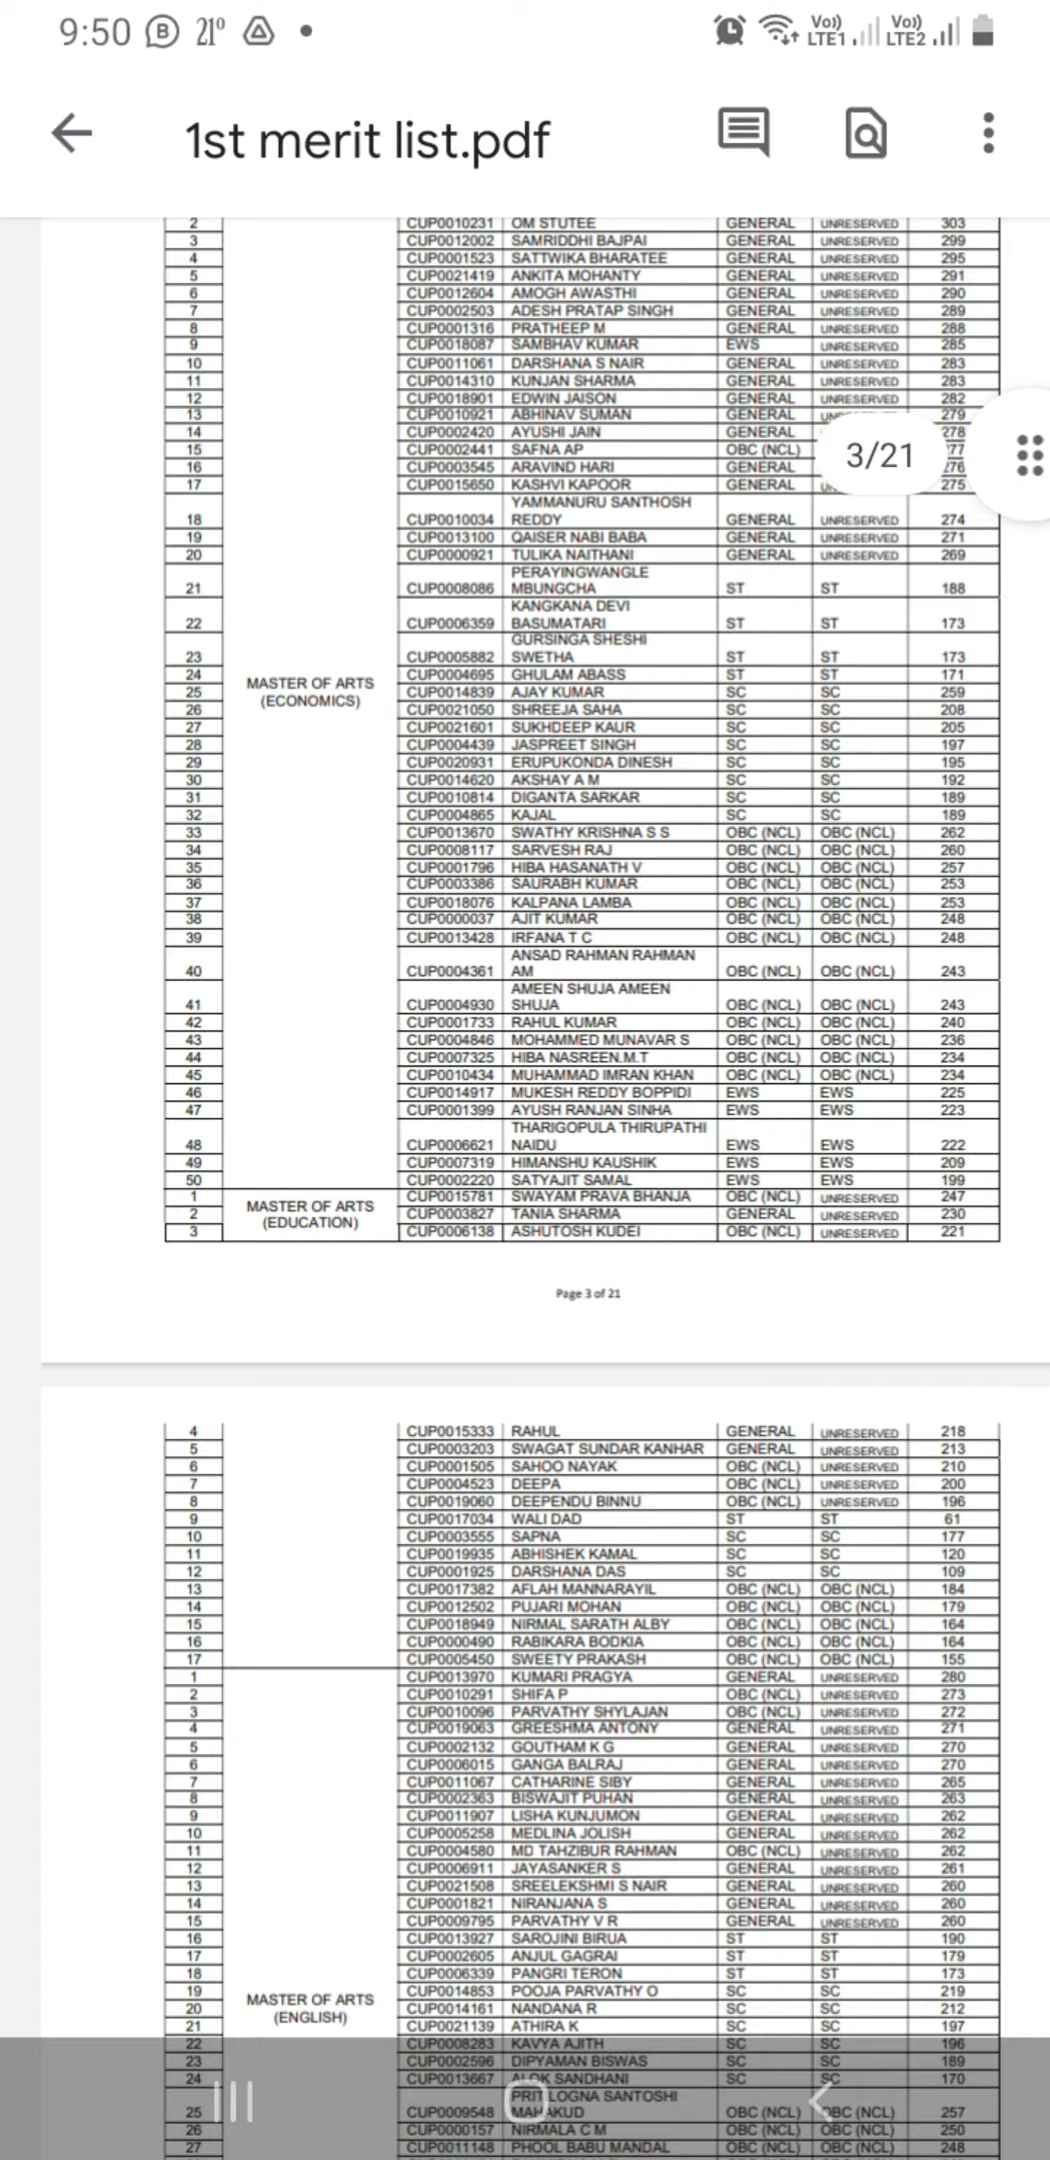 9:50 B 21° Vo)) LTE1 Vo)) LTE2
1st merit list.pdf
2 CUP0010231 OM STUTEE GENERAL UNRESERVED 303
3 CUP0012002 SAMRIDDHI BAJPAI GENERAL UNRESERVED 299
4 CUP0001523 SATTWIKA BHARATEE GENERAL UNRESERVED 295
5 CUP0021419 ANKITA MOHANTY GENERAL UNRESERVED 291
6 CUP0012604 AMOGH AWASTHI GENERAL UNRESERVED 290
7 CUP0002503 ADESH PRATAP SINGH GENERAL UNRESERVED 289
8 CUP0001316 PRATHEEP M GENERAL UNRESERVED 288
9 CUP0018087 SAMBHAV KUMAR EWS UNRESERVED 285
10 CUP0011061 DARSHANA S NAIR GENERAL UNRESERVED 283
11 CUP0014310 KUNJAN SHARMA GENERAL UNRESERVED 283
12 CUP0018901 EDWIN JAISON GENERAL UNRESERVED 282
13 CUP0010921 ABHINAV SUMAN GENERAL 279
14 CUP0002420 AYUSHI JAIN GENERAL 278
15 CUP0002441 SAFNA AP OBC (NCL) 3/21 77
16 CUP0003545 ARAVIND HARI GENERAL 76
17 CUP0015650 KASHVI KAPOOR GENERAL 275
YAMMANURU SANTHOSH
18 CUP0010034 REDDY GENERAL UNRESERVED 274
19 CUP0013100 QAISER NABI BABA GENERAL UNRESERVED 271
20 CUP0000921 TULIKA NAITHANI GENERAL UNRESERVED 269
PERAYINGWANGLE
21 CUP0008086 MBUNGCHA ST ST 188
KANGKANA DEVI
22 CUP0006359 BASUMATARI ST ST 173
GURSINGA SHESHI
23 CUP0005882 SWETHA ST ST 173
24 CUP0004695 GHULAM ABASS ST ST 171
MASTER OF ARTS
(ECONOMICS)
25 CUP0014839 AJAY KUMAR SC SC 259
26 CUP0021050 SHREEJA SAHA SC SC 208
27 CUP0021601 SUKHDEEP KAUR SC SC 205
28 CUP0004439 JASPREET SINGH SC SC 197
29 CUP0020931 ERUPUKONDA DINESH SC SC 195
30 CUP0014620 AKSHAY A M SC SC 192
31 CUP0010814 DIGANTA SARKAR SC SC 189
32 CUP0004865 KAJAL SC SC 189
33 CUP0013670 SWATHY KRISHNA S S OBC (NCL) OBC (NCL) 262
34 CUP0008117 SARVESH RAJ OBC (NCL) OBC (NCL) 260
35 CUP0001796 HIBA HASANATH V OBC (NCL) OBC (NCL) 257
36 CUP0003386 SAURABH KUMAR OBC (NCL) OBC (NCL) 253
37 CUP0018076 KALPANA LAMBA OBC (NCL) OBC (NCL) 253
38 CUP0000037 AJIT KUMAR OBC (NCL) OBC (NCL) 248
39 CUP0013428 IRFANA T C OBC (NCL) OBC (NCL) 248
ANSAD RAHMAN RAHMAN
40 CUP0004361 AM OBC (NCL) OBC (NCL) 243
AMEEN SHUJA AMEEN
41 CUP0004930 SHUJA OBC (NCL) OBC (NCL) 243
42 CUP0001733 RAHUL KUMAR OBC (NCL) OBC (NCL) 240
43 CUP0004846 MOHAMMED MUNAVAR S OBC (NCL) OBC (NCL) 236
44 CUP0007325 HIBA NASREEN.M.T OBC (NCL) OBC (NCL) 234
45 CUP0010434 MUHAMMAD IMRAN KHAN OBC (NCL) OBC (NCL) 234
46 CUP0014917 MUKESH REDDY BOPPIDI EWS EWS 225
47 CUP0001399 AYUSH RANJAN SINHA EWS EWS 223
THARIGOPULA THIRUPATHI
48 CUP0006621 NAIDU EWS EWS 222
49 CUP0007319 HIMANSHU KAUSHIK EWS EWS 209
50 CUP0002220 SATYAJIT SAMAL EWS EWS 199
MASTER OF ARTS
(EDUCATION)
1 CUP0015781 SWAYAM PRAVA BHANJA OBC (NCL) UNRESERVED 247
2 CUP0003827 TANIA SHARMA GENERAL UNRESERVED 230
3 CUP0006138 ASHUTOSH KUDEI OBC (NCL) UNRESERVED 221
Page 3 of 21
4 CUP0015333 RAHUL GENERAL UNRESERVED 218
5 CUP0003203 SWAGAT SUNDAR KANHAR GENERAL UNRESERVED 213
6 CUP0001505 SAHOO NAYAK OBC (NCL) UNRESERVED 210
7 CUP0004523 DEEPA OBC (NCL) UNRESERVED 200
8 CUP0019060 DEEPENDU BINNU OBC (NCL) UNRESERVED 196
9 CUP0017034 WALI DAD ST ST 61
10 CUP0003555 SAPNA SC SC 177
11 CUP0019935 ABHISHEK KAMAL SC SC 120
12 CUP0001925 DARSHANA DAS SC SC 109
13 CUP0017382 AFLAH MANNARAYIL OBC (NCL) OBC (NCL) 184
14 CUP0012502 PUJARI MOHAN OBC (NCL) OBC (NCL) 179
15 CUP0018949 NIRMAL SARATH ALBY OBC (NCL) OBC (NCL) 164
16 CUP0000490 RABIKARA BODKIA OBC (NCL) OBC (NCL) 164
17 CUP0005450 SWEETY PRAKASH OBC (NCL) OBC (NCL) 155
1 CUP0013970 KUMARI PRAGYA GENERAL UNRESERVED 280
2 CUP0010291 SHIFA P OBC (NCL) UNRESERVED 273
3 CUP0010096 PARVATHY SHYLAJAN OBC (NCL) UNRESERVED 272
4 CUP0019063 GREESHMA ANTONY GENERAL UNRESERVED 271
5 CUP0002132 GOUTHAM K G GENERAL UNRESERVED 270
6 CUP0006015 GANGA BALRAJ GENERAL UNRESERVED 270
7 CUP0011067 CATHARINE SIBY GENERAL UNRESERVED 265
8 CUP0002363 BISWAJIT PUHAN GENERAL UNRESERVED 263
9 CUP0011907 LISHA KUNJUMON GENERAL UNRESERVED 262
10 CUP0005258 MEDLINA JOLISH GENERAL UNRESERVED 262
11 CUP0004580 MD TAHZIBUR RAHMAN OBC (NCL) UNRESERVED 262
12 CUP0006911 JAYASANKER S GENERAL UNRESERVED 261
13 CUP0021508 SREELEKSHMI S NAIR GENERAL UNRESERVED 260
14 CUP0001821 NIRANJANA S GENERAL UNRESERVED 260
15 CUP0009795 PARVATHY V R GENERAL UNRESERVED 260
16 CUP0013927 SAROJINI BIRUA ST ST 190
17 CUP0002605 ANJUL GAGRAI ST ST 179
18 CUP0006339 PANGRI TERON ST ST 173
19 CUP0014853 POOJA PARVATHY O SC SC 219
MASTER OF ARTS
(ENGLISH)
20 CUP0014161 NANDANA R SC SC 212
21 CUP0021139 ATHIRA K SC SC 197
22 CUP0008283 KAVYA AJITH SC SC 196
23 CUP0002596 DIPYAMAN BISWAS SC SC 189
24 CUP0013667 ALOK SANDHANI SC SC 170
PRITILOGNA SANTOSHI
25 CUP0009548 MAHAKUD OBC (NCL) OBC (NCL) 257
26 CUP0000157 NIRMALA C M OBC (NCL) OBC (NCL) 250
27 CUP0011148 PHOOL BABU MANDAL OBC (NCL) OBC (NCL) 248